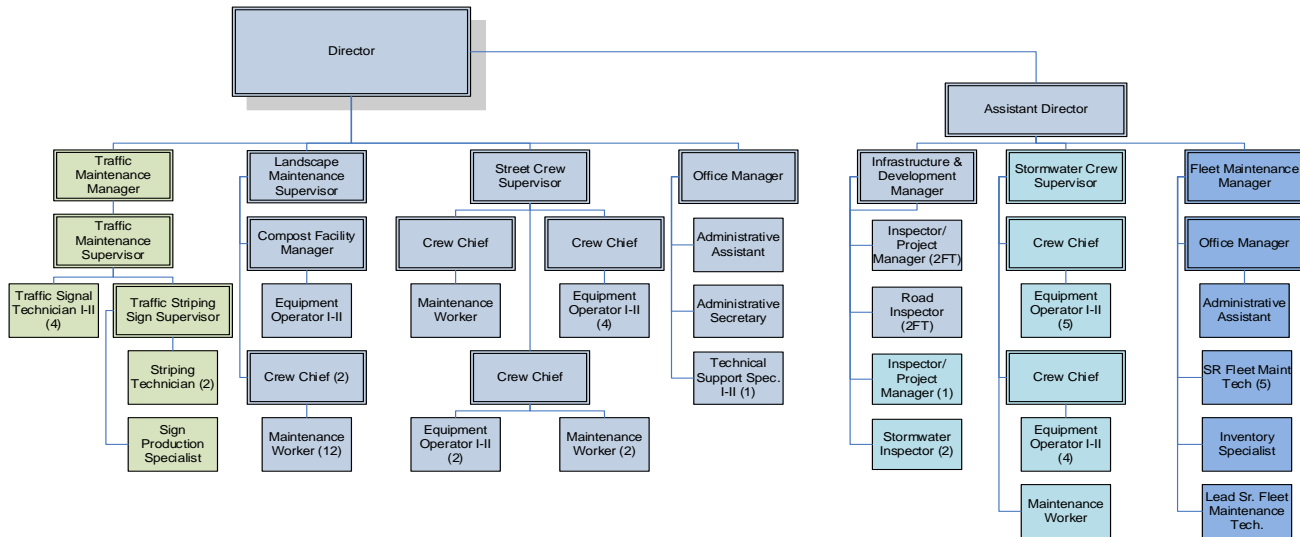 Director
Assistant Director
Traffic
Maintenance
Manager
Traffic
Maintenance
Supervisor
Traffic Signal
Technician I-II
(4)
Traffic Striping
Sign Supervisor
Striping
Technician (2)
Sign
Production
Specialist
Landscape
Maintenance
Supervisor
Compost Facility
Manager
Equipment
Operator I-II
Crew Chief (2)
Maintenance
Worker (12)
Street Crew
Supervisor
Crew Chief
Maintenance
Worker
Crew Chief
Equipment
Operator I-II
(4)
Crew Chief
Equipment
Operator I-II
(2)
Maintenance
Worker (2)
Office Manager
Administrative
Assistant
Administrative
Secretary
Technical
Support Spec.
I-II (1)
Infrastructure &
Development
Manager
Inspector/
Project
Manager (2FT)
Road
Inspector
(2FT)
Inspector/
Project
Manager (1)
Stormwater
Inspector (2)
Stormwater Crew
Supervisor
Crew Chief
Equipment
Operator I-II
(5)
Crew Chief
Equipment
Operator I-II
(4)
Maintenance
Worker
Fleet Maintenance
Manager
Office Manager
Administrative
Assistant
SR Fleet Maint
Tech (5)
Inventory
Specialist
Lead Sr. Fleet
Maintenance
Tech.